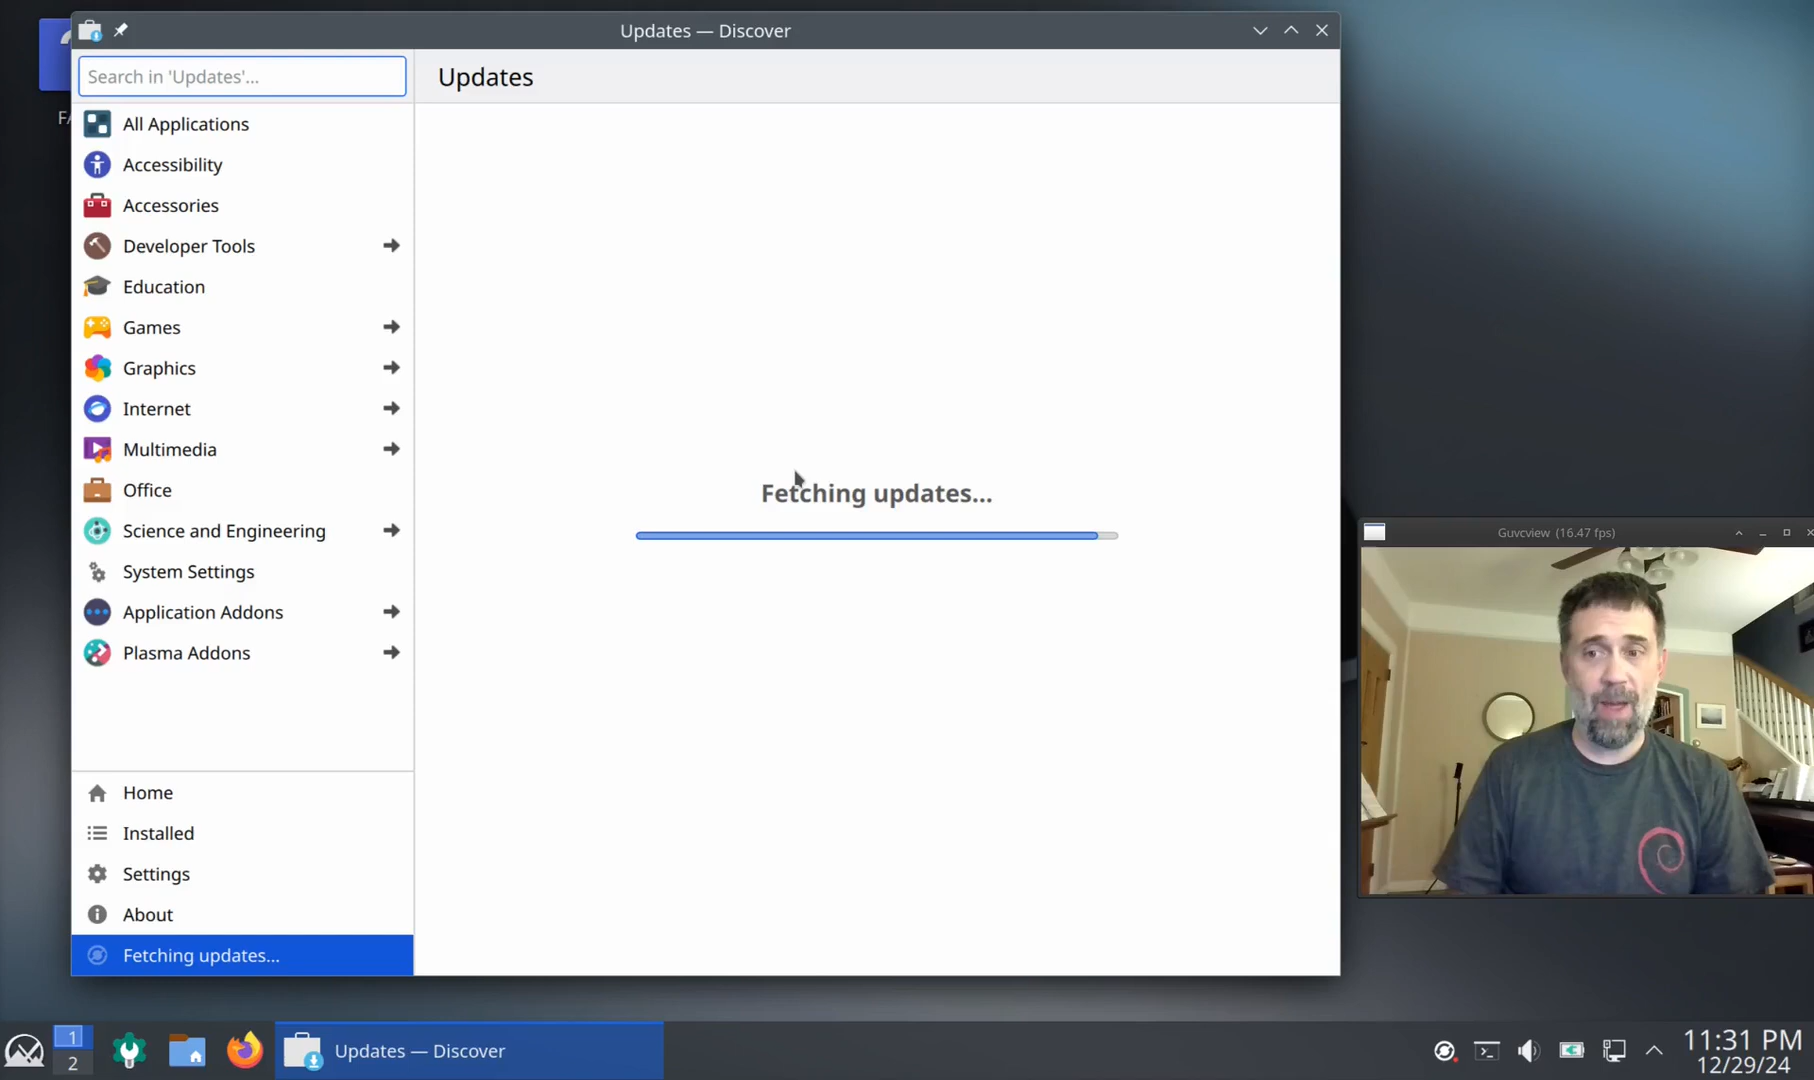 Updates — Discover
Search in 'Updates'...
Updates
All Applications
Accessibility
Accessories
Developer Tools
Education
Games
Graphics
Internet
Multimedia
Office
Science and Engineering
System Settings
Application Addons
Plasma Addons
Home
Installed
Settings
About
Fetching updates...
Fetching updates...
Guvcview (16.47 fps)
1
2
Updates — Discover
11:31 PM
12/29/24